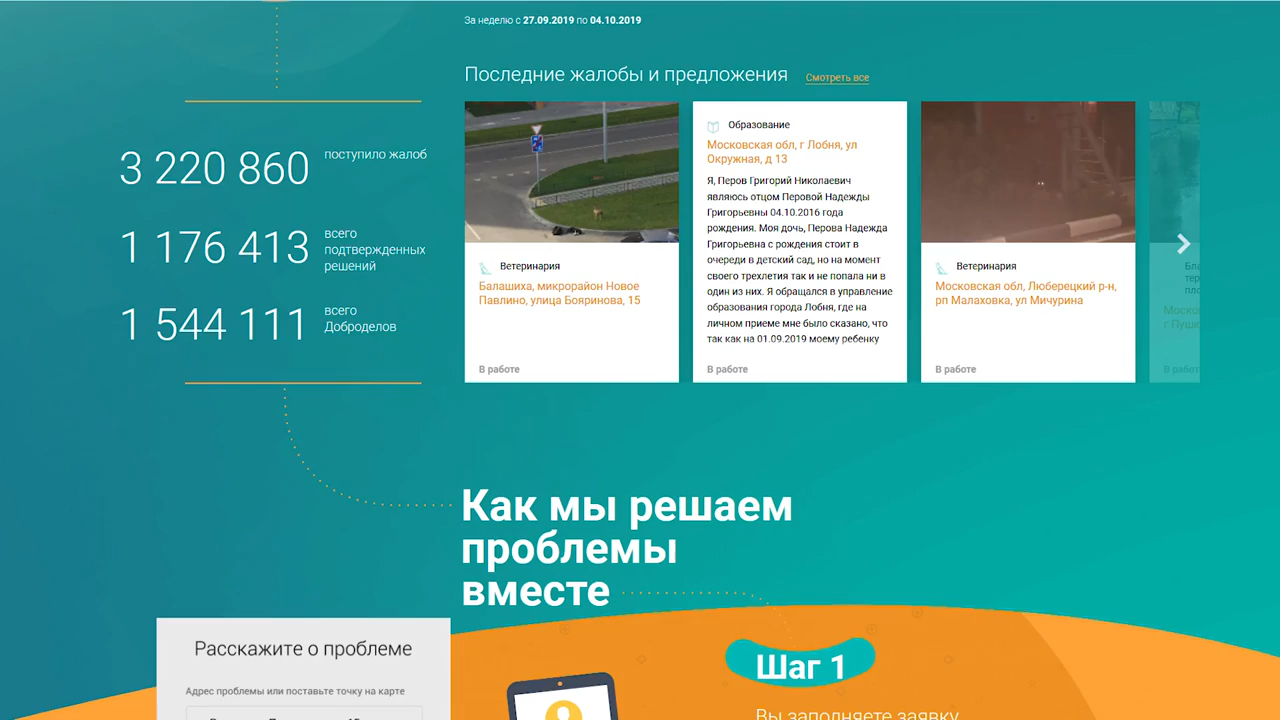 За неделю с 27.09.2019 по 04.10.2019
Последние жалобы и предложения Смотреть все
3 220 860 поступило жалоб
1 176 413 всего
подтвержденных
решений
1 544 111 всего
Доброделов
Ветеринария
Балашиха, микрорайон Новое
Павлино, улица Бояринова, 15
В работе
Образование
Московская обл, г Лобня, ул
Окружная, д 13
Я, Перов Григорий Николаевич
являюсь отцом Перовой Надежды
Григорьевны 04.10.2016 года
рождения. Моя дочь, Перова Надежда
Григорьевна с рождения стоит в
очереди в детский сад, но на момент
своего трехлетия так и не попала ни в
один из них. Я обращался в управление
образования города Лобня, где на
личном приеме мне было сказано, что
так как на 01.09.2019 моему ребенку
В работе
Ветеринария
Московская обл, Люберецкий р-н,
рп Малаховка, ул Мичурина
В работе
В работе
Как мы решаем
проблемы
вместе
Расскажите о проблеме
Адрес проблемы или поставьте точку на карте
Шаг 1
Вы заполняете заявку